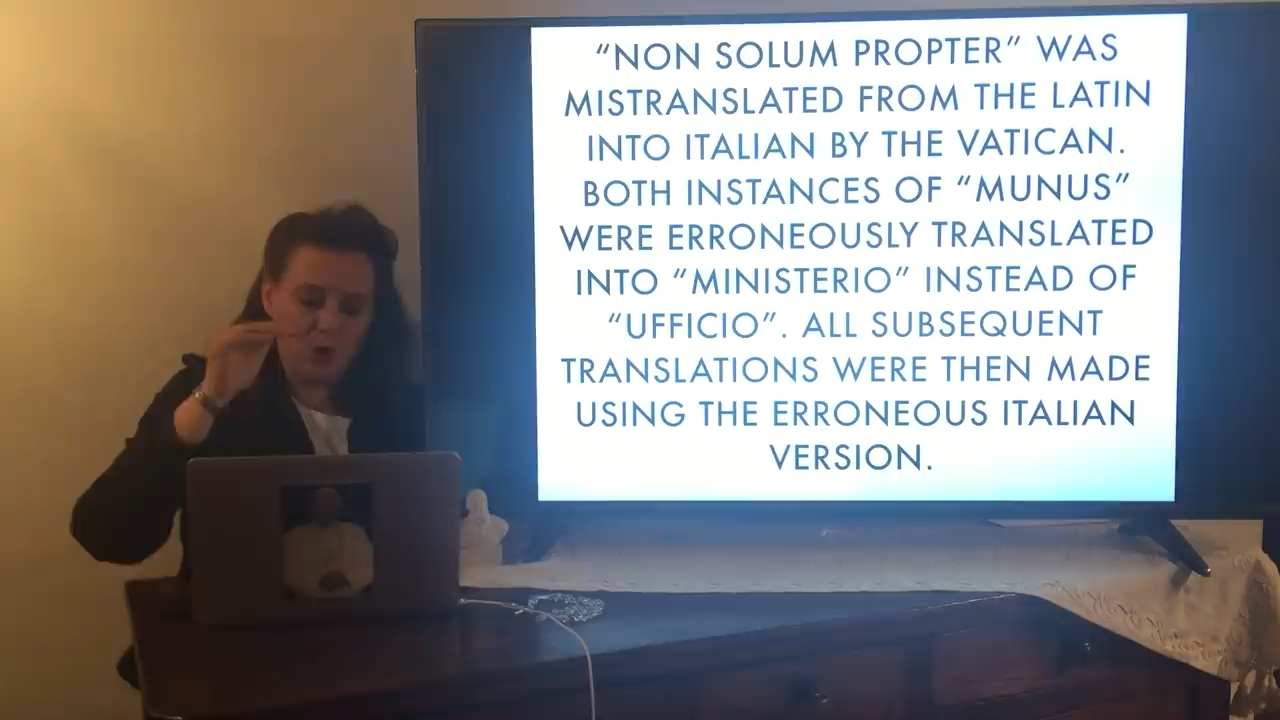 “NON SOLUM PROPTER” WAS
MISTRANSLATED FROM THE LATIN
INTO ITALIAN BY THE VATICAN.
BOTH INSTANCES OF “MUNUS”
WERE ERRONEOUSLY TRANSLATED
INTO “MINISTERIO” INSTEAD OF
“UFFICIO”. ALL SUBSEQUENT
TRANSLATIONS WERE THEN MADE
USING THE ERRONEOUS ITALIAN
VERSION.